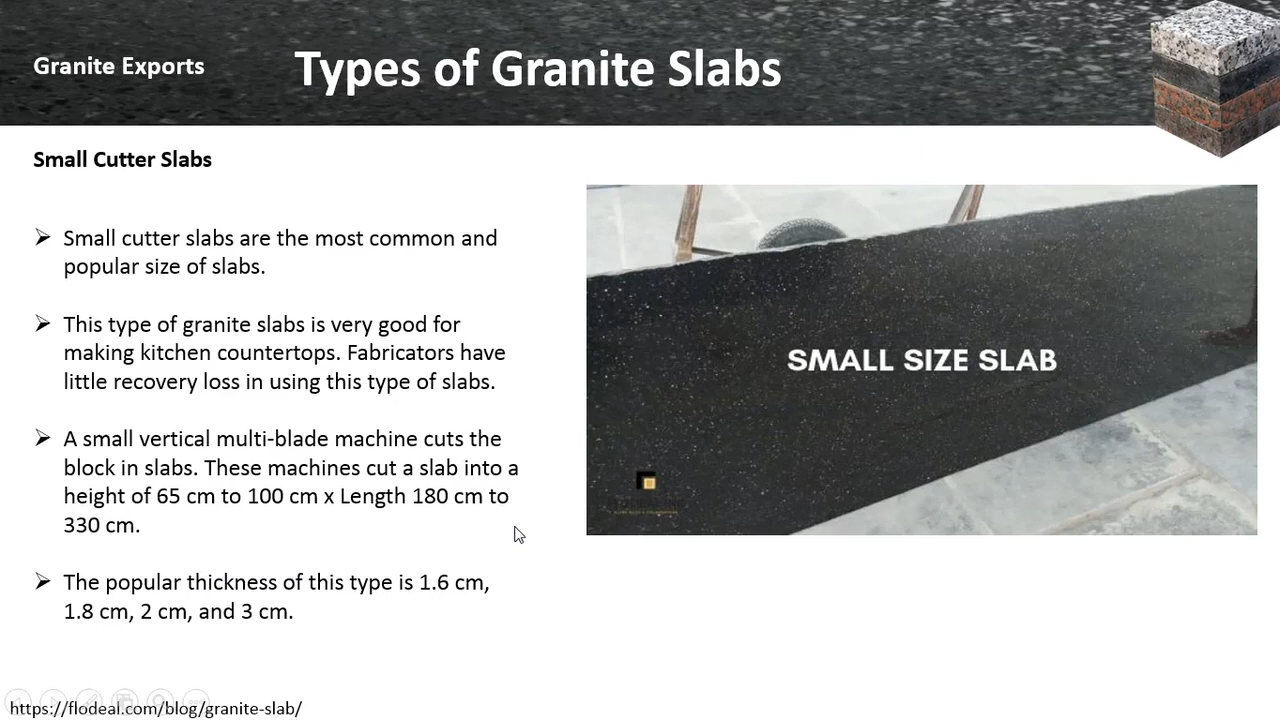 Granite Exports
Types of Granite Slabs
Small Cutter Slabs
Small cutter slabs are the most common and
popular size of slabs.
This type of granite slabs is very good for
making kitchen countertops. Fabricators have
little recovery loss in using this type of slabs.
A small vertical multi-blade machine cuts the
block in slabs. These machines cut a slab into a
height of 65 cm to 100 cm x Length 180 cm to
330 cm.
The popular thickness of this type is 1.6 cm,
1.8 cm, 2 cm, and 3 cm.
SMALL SIZE SLAB
https://flodeal.com/blog/granite-slab/